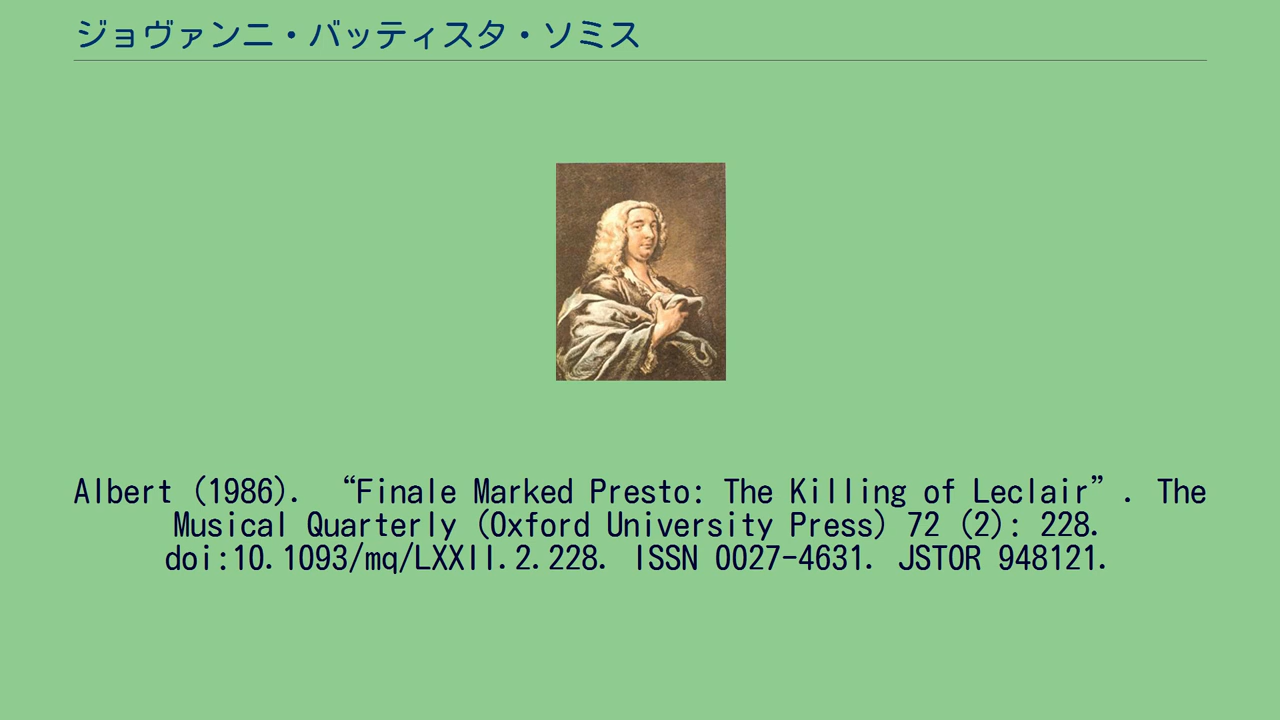 ジョヴァンニ・バッティスタ・ソミス
Albert (1986). “Finale Marked Presto: The Killing of Leclair”. The
Musical Quarterly (Oxford University Press) 72 (2): 228.
doi:10.1093/mq/LXXII.2.228. ISSN 0027-4631. JSTOR 948121.